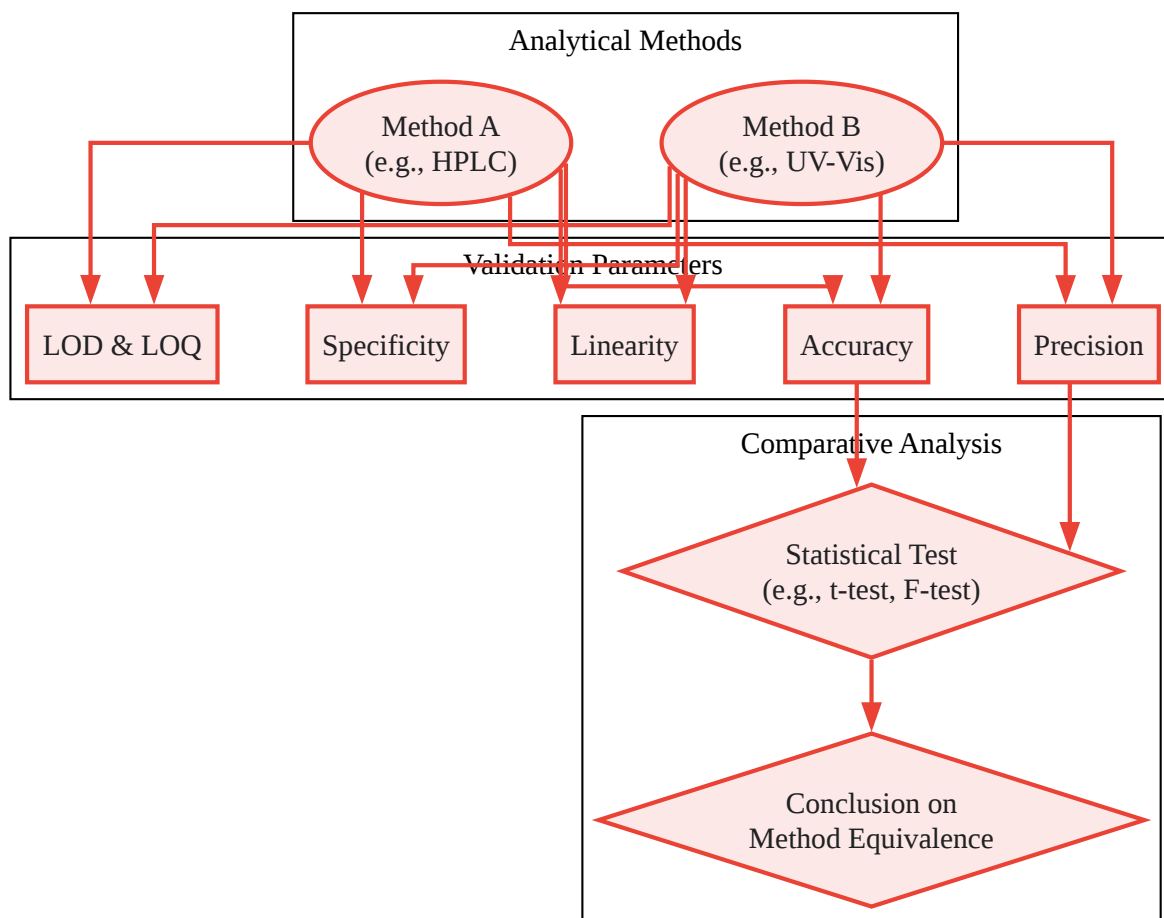 Analytical Methods
Method A
(e.g., HPLC)
Method B
(e.g., UV-Vis)
Validation Parameters
LOD & LOQ
Specificity
Linearity
Accuracy
Precision
Comparative Analysis
Statistical Test
(e.g., t-test, F-test)
Conclusion on
Method Equivalence